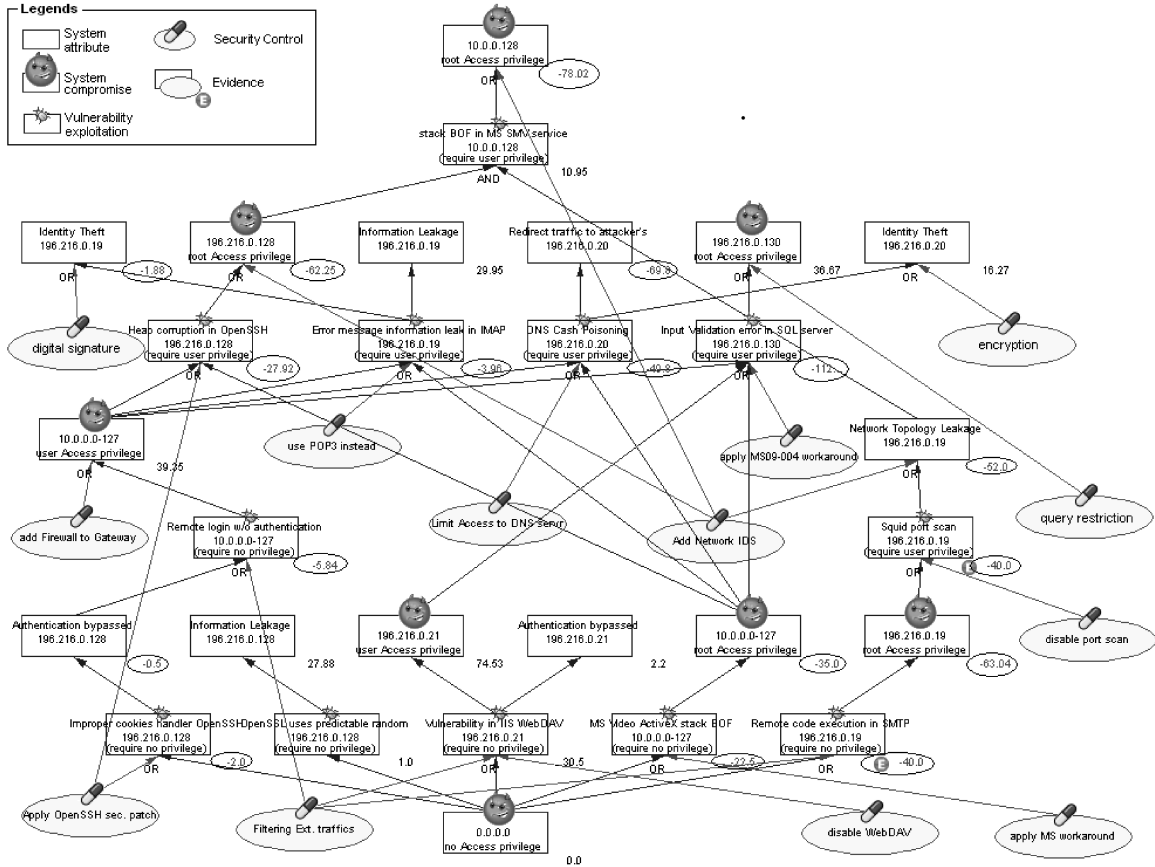 Legends
System
attribute
Security Control
System
compromise
Evidence
E
Vulnerability
exploitation
10.0.0.128
root Access privilege
-78.02
OR
stack BOF in MS SMV service
10.0.0.128
(require user privilege)
10.95
AND
Identity Theft
196.216.0.19
-1.88
OR
196.216.0.128
root Access privilege
-62.25
OR
Information Leakage
196.216.0.19
29.95
Redirect traffic to attacker's
196.216.0.20
-69.8
196.216.0.130
root Access privilege
36.67
OR
Identity Theft
196.216.0.20
16.27
OR
digital signature
Heap corruption in OpenSSH
196.216.0.128
(require user privilege)
-27.92
OR
Error message information leak in IMAP
196.216.0.19
(require user privilege)
-3.96
OR
DNS Cash Poisoning
196.216.0.20
(require user privilege)
-49.8
OR
Input Validation error in SQL server
196.216.0.130
(require user privilege)
-112.
OR
encryption
10.0.0.0-127
user Access privilege
39.35
OR
use POP3 instead
apply MS09-004 workaround
Network Topology Leakage
196.216.0.19
-52.0
OR
add Firewall to Gateway
Remote login w/o authentication
10.0.0.0-127
(require no privilege)
-5.84
OR
Limit Access to DNS servr
Add Network IDS
Squid port scan
196.216.0.19
(require user privilege)
E
-40.0
OR
query restriction
Authentication bypassed
196.216.0.128
-0.5
Information Leakage
196.216.0.128
27.88
196.216.0.21
user Access privilege
74.53
Authentication bypassed
196.216.0.21
2.2
10.0.0.0-127
root Access privilege
-35.0
196.216.0.19
root Access privilege
-63.04
disable port scan
Improper cookies handler OpenSSH
196.216.0.128
(require no privilege)
-2.0
OR
OpenSSL uses predictable random
196.216.0.128
(require no privilege)
1.0
Vulnerability in IIS WebDAV
196.216.0.21
(require no privilege)
30.5
OR
MS Video ActiveX stack BOF
10.0.0.0-127
(require no privilege)
-22.5
OR
Remote code execution in SMTP
196.216.0.19
(require no privilege)
E
-40.0
OR
Apply OpenSSH sec. patch
Filtering Ext. traffics
0.0.0.0
no Access privilege
0.0
disable WebDAV
apply MS workaround